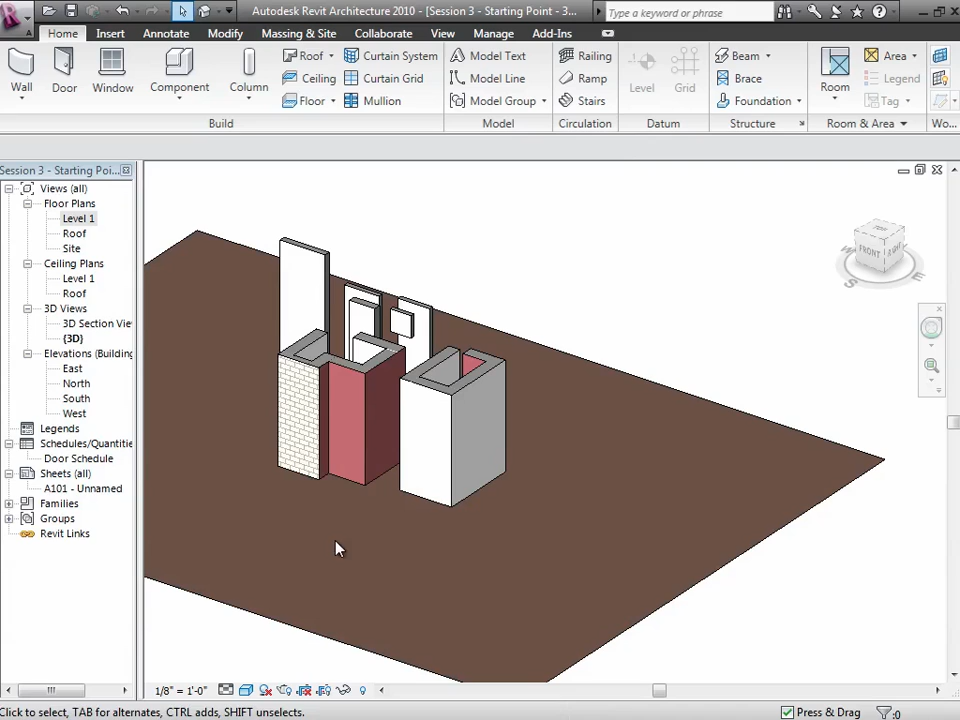 Autodesk Revit Architecture 2010 - [Session 3 - Starting Point - 3...
Type a keyword or phrase
Home Insert Annotate Modify Massing & Site Collaborate View Manage Add-Ins
Wall Door Window Component Column
Roof
Ceiling
Floor
Curtain System
Curtain Grid
Mullion
Model Text
Model Line
Model Group
Railing
Ramp
Stairs
Level Grid
Beam
Brace
Foundation
Room
Area
Legend
Tag
Build Model Circulation Datum Structure Room & Area Wo...
Session 3 - Starting Poi...
Views (all)
Floor Plans
Level 1
Roof
Site
Ceiling Plans
Level 1
Roof
3D Views
3D Section Vie
{3D}
Elevations (Building
East
North
South
West
Legends
Schedules/Quantitie
Door Schedule
Sheets (all)
A101 - Unnamed
Families
Groups
Revit Links
TOP
FRONT
RIGHT
W
S
E
1/8" = 1'-0"
Click to select, TAB for alternates, CTRL adds, SHIFT unselects.
Press & Drag
:0